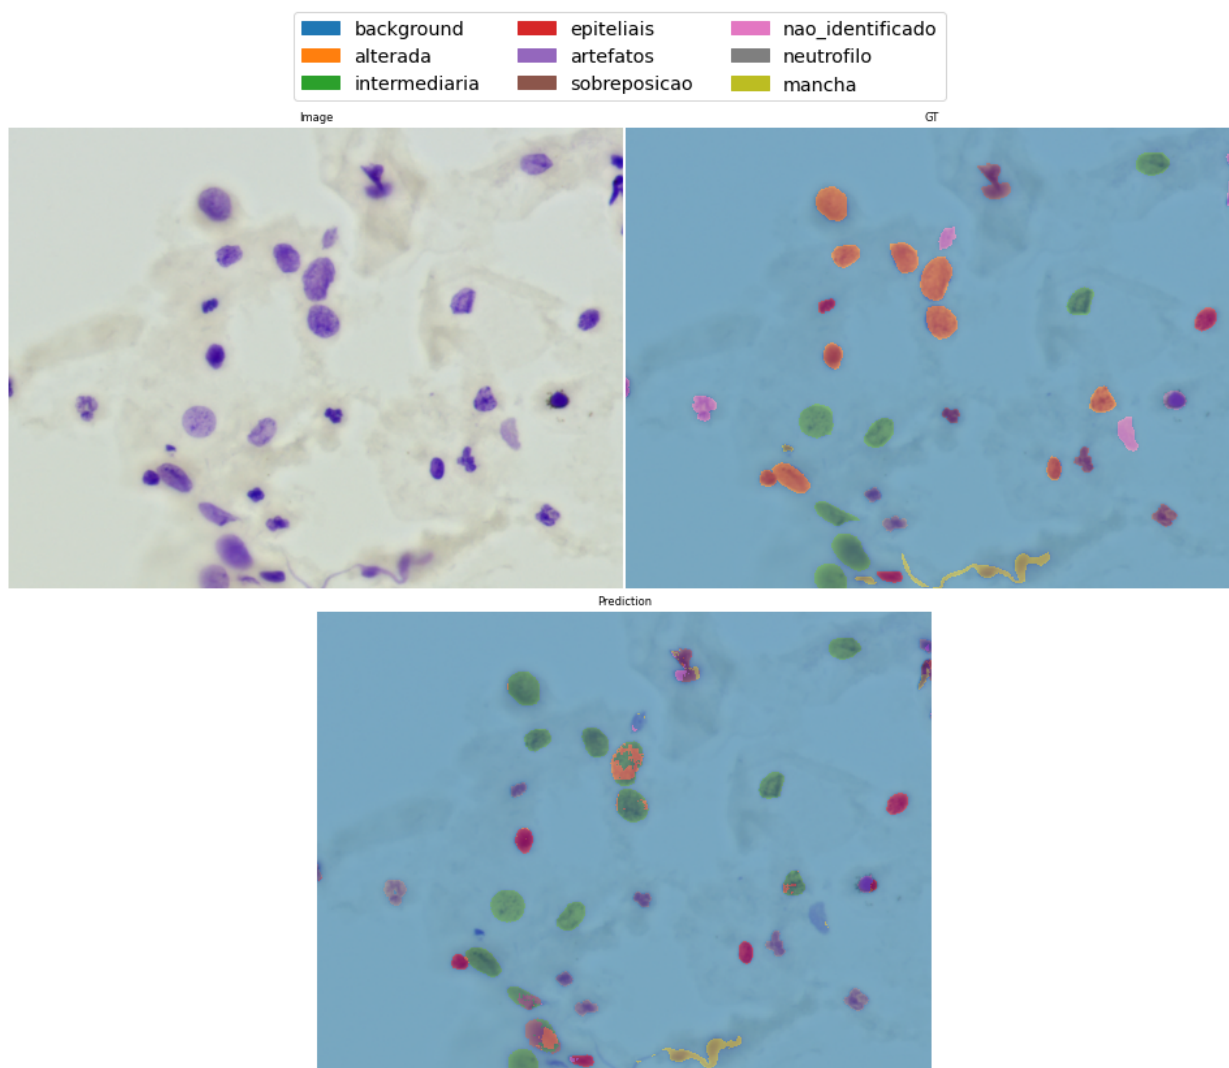 background
alterada
intermediaria
epiteliais
artefatos
sobreposicao
nao_identificado
neutrofilo
mancha
Image
GT
Prediction